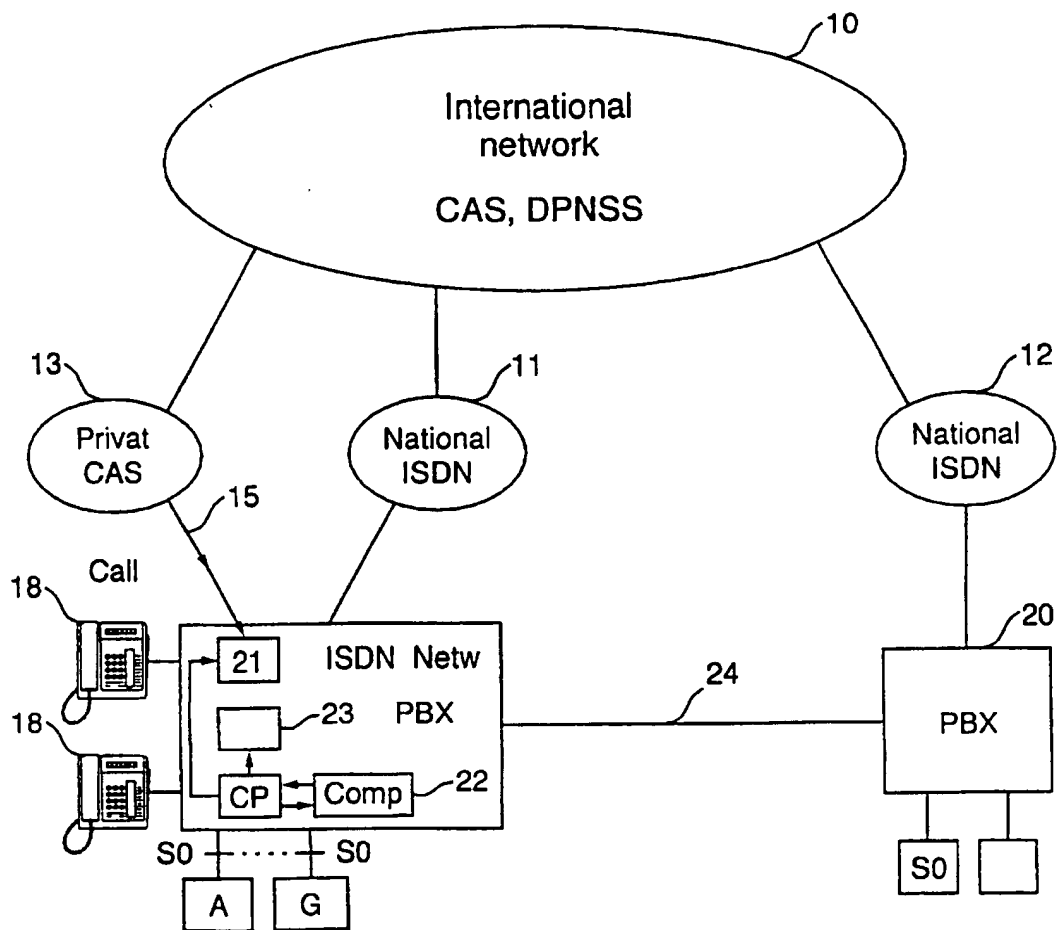 10
International
network
CAS, DPNSS
13
11
12
Privat
CAS
National
ISDN
National
ISDN
15
Call
18
20
21
ISDN Netw
24
23
PBX
PBX
18
CP
Comp
22
S0
S0
S0
A
G